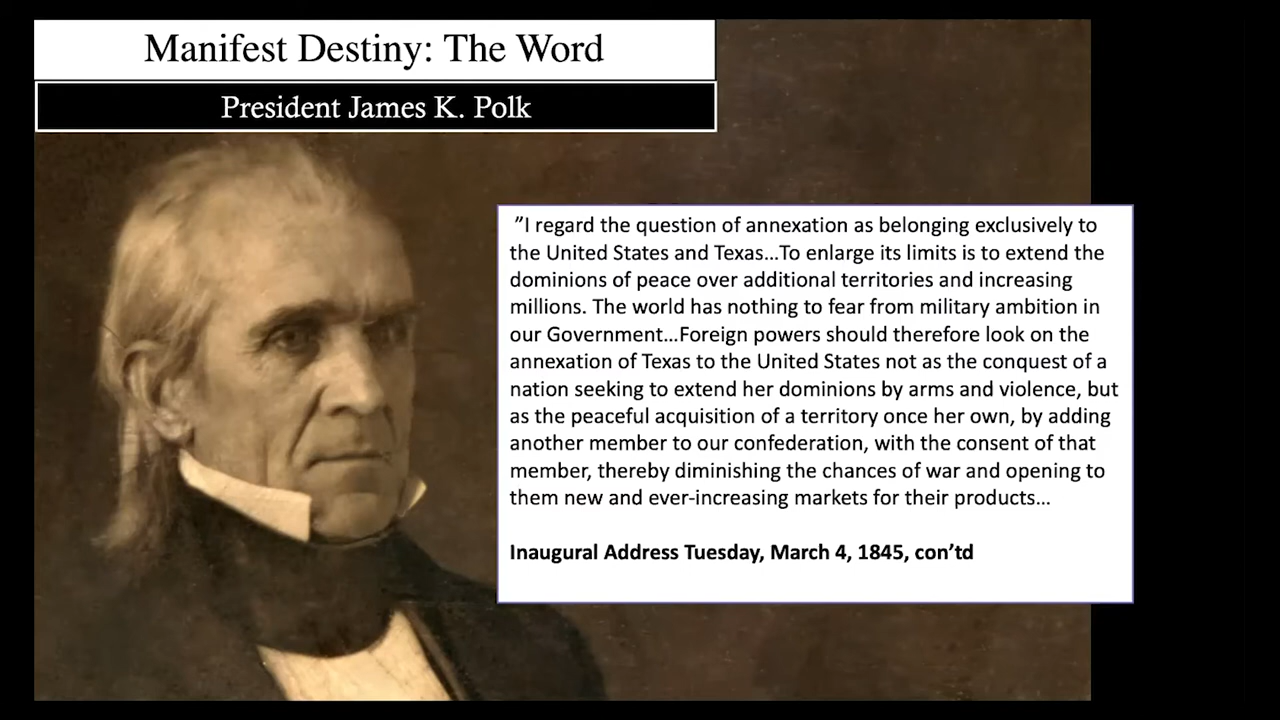 Manifest Destiny: The Word
President James K. Polk
”I regard the question of annexation as belonging exclusively to
the United States and Texas…To enlarge its limits is to extend the
dominions of peace over additional territories and increasing
millions. The world has nothing to fear from military ambition in
our Government…Foreign powers should therefore look on the
annexation of Texas to the United States not as the conquest of a
nation seeking to extend her dominions by arms and violence, but
as the peaceful acquisition of a territory once her own, by adding
another member to our confederation, with the consent of that
member, thereby diminishing the chances of war and opening to
them new and ever-increasing markets for their products…
Inaugural Address Tuesday, March 4, 1845, con’td